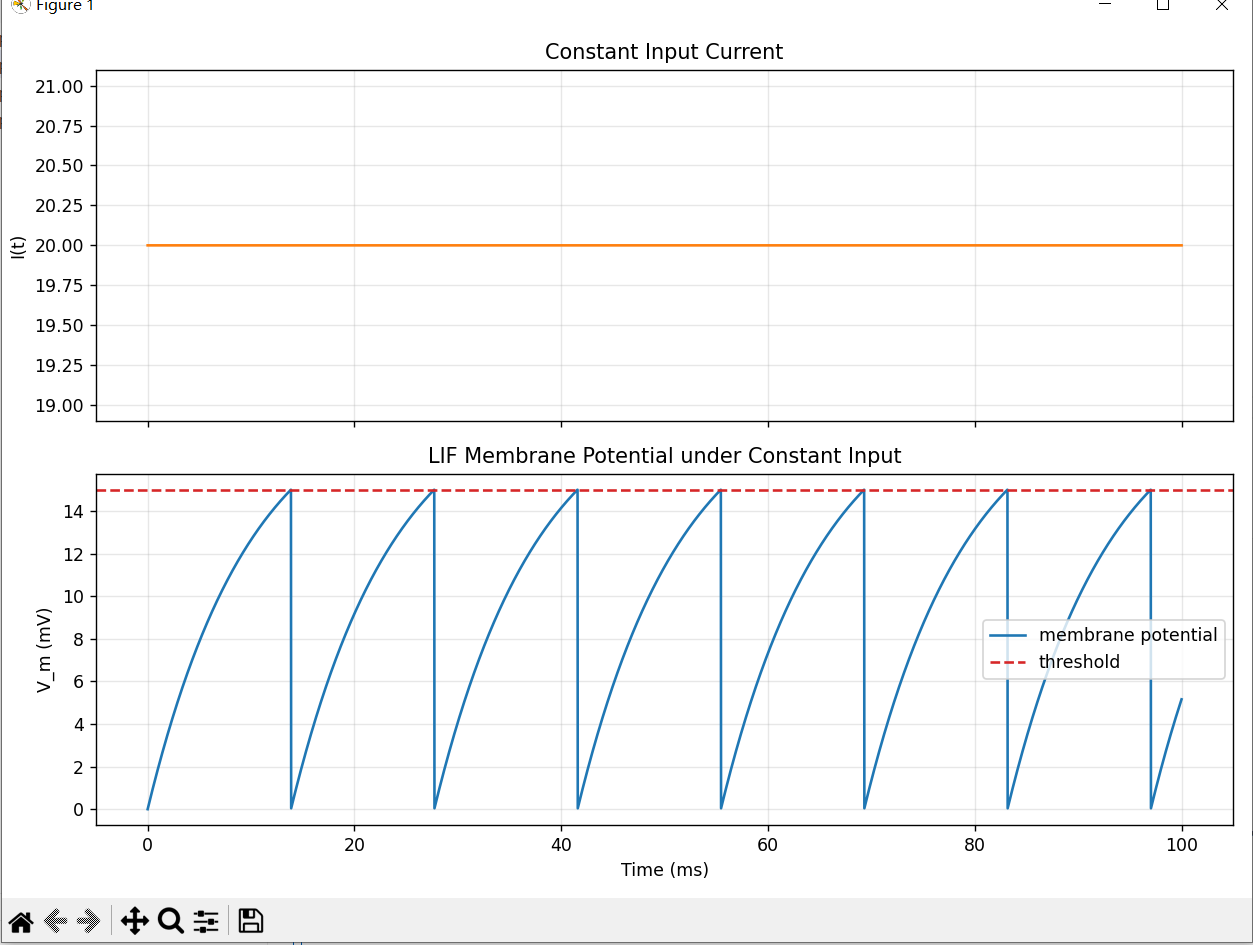 Figure 1
Constant Input Current
21.00
20.75
20.50
20.25
20.00
19.75
19.50
19.25
19.00
I(t)
LIF Membrane Potential under Constant Input
14
12
10
8
6
4
2
0
V_m (mV)
membrane potential
threshold
0 20 40 60 80 100
Time (ms)